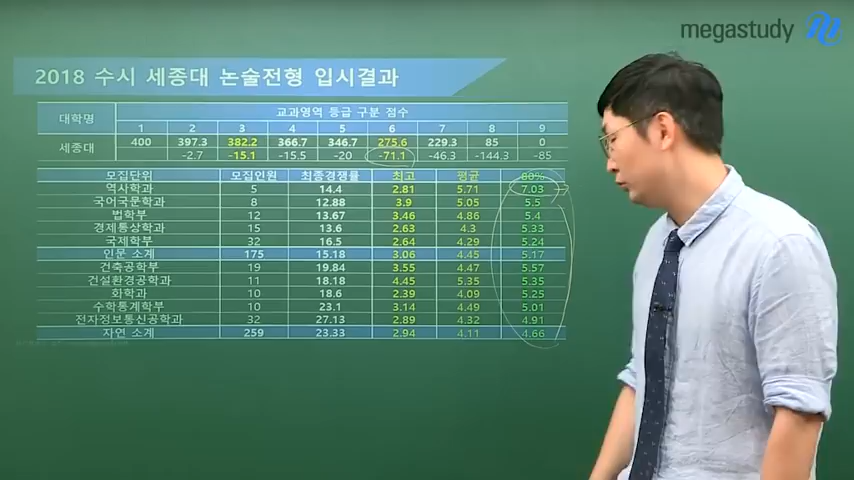 megastudy
2018 수시 세종대 논술전형 입시결과
대학명 교과영역 등급 구분 점수
1 2 3 4 5 6 7 8 9
세종대 400 397.3 382.2 366.7 346.7 275.6 229.3 85 0
-2.7 -15.1 -15.5 -20 -71.1 -46.3 -144.3 -85
모집단위 모집인원 최종경쟁률 최고 평균 80%
역사학과 5 14.4 2.81 5.71 7.03
국어국문학과 8 12.88 3.9 5.05 5.5
법학부 12 13.67 3.46 4.86 5.4
경제통상학과 15 13.6 2.63 4.3 5.33
국제학부 32 16.5 2.64 4.29 5.24
인문 소계 175 15.18 3.06 4.45 5.17
건축공학부 19 19.84 3.55 4.47 5.57
건설환경공학과 11 18.18 4.45 5.35 5.35
화학과 10 18.6 2.39 4.09 5.25
수학통계학부 10 23.1 3.14 4.49 5.01
전자정보통신공학과 32 27.13 2.89 4.32 4.91
자연 소계 259 23.33 2.94 4.11 4.66